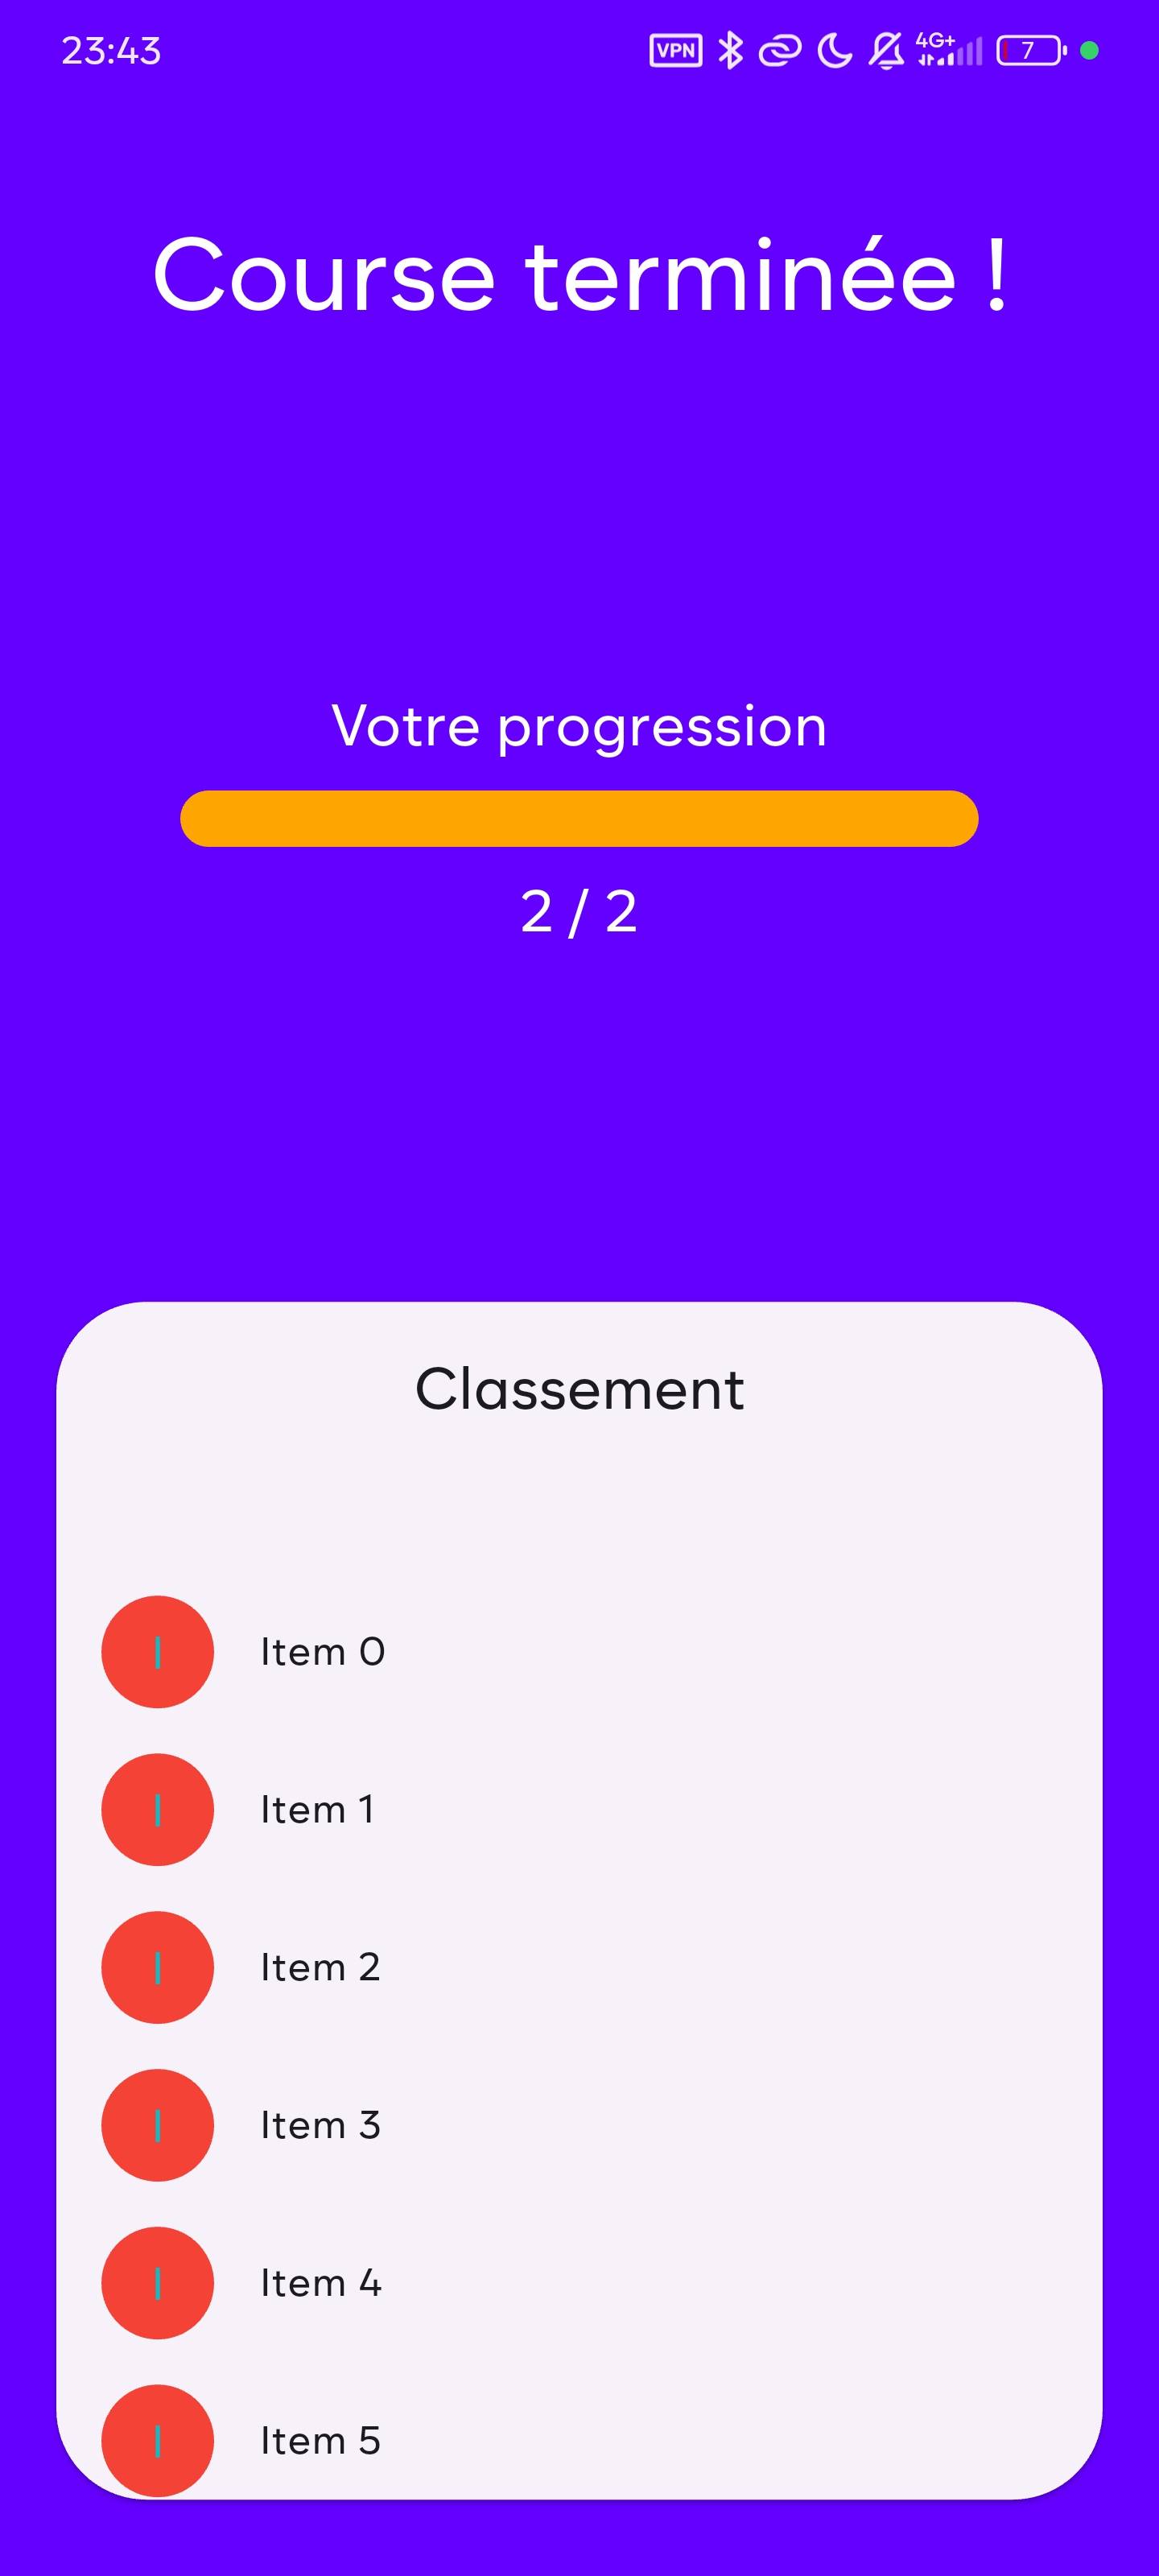 23:43
VPN 4G+ 7
Course terminée !
Votre progression
2 / 2
Classement
I Item 0
I Item 1
I Item 2
I Item 3
I Item 4
I Item 5